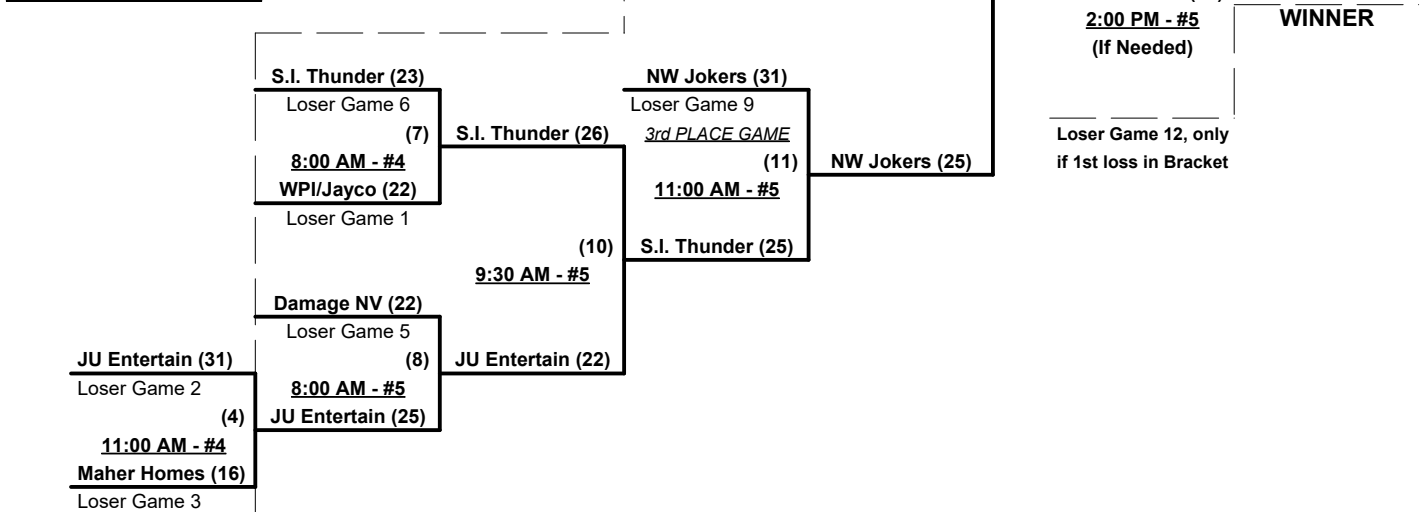 2:00 PM - #5
WINNER
(If Needed)
S.I. Thunder (23)
NW Jokers (31)
Loser Game 6
Loser Game 9
(7)
S.I. Thunder (26)
3rd PLACE GAME
Loser Game 12, only
8:00 AM - #4
(11)
NW Jokers (25)
if 1st loss in Bracket
WPI/Jayco (22)
11:00 AM - #5
Loser Game 1
(10)
S.I. Thunder (25)
9:30 AM - #5
Damage NV (22)
Loser Game 5
JU Entertain (31)
(8)
JU Entertain (22)
Loser Game 2
8:00 AM - #5
(4)
JU Entertain (25)
11:00 AM - #4
Maher Homes (16)
Loser Game 3